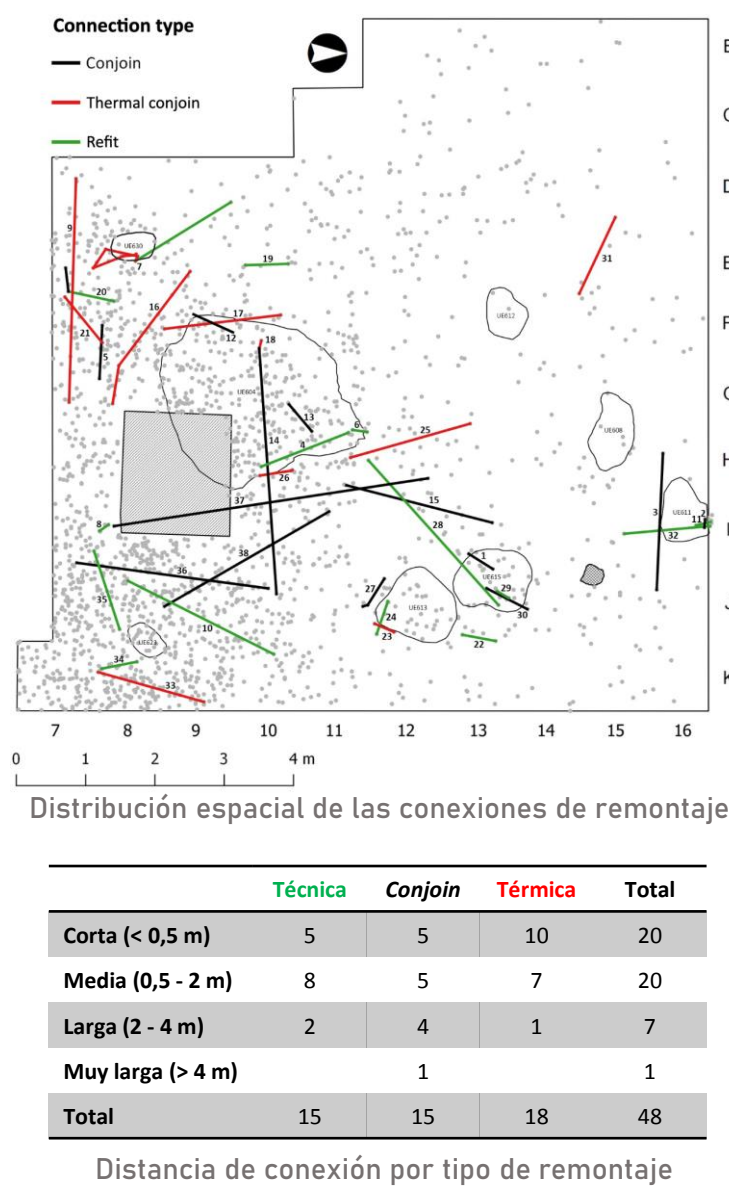 Connection type
Conjoin
Thermal conjoin
Refit
E
C
D
9
UE630
7
19
31
E
20
16
17
UE612
F
21
12
5
18
UE604
13
6
25
UE608
C
4
14
26
H
37
15
3
UE611
2
11
8
28
32
I
38
1
36
UE615
27
29
35
30
J
24
UE613
10
23
22
34
33
K
7 8 9 10 11 12 13 14 15 16
0 1 2 3 4 m
Distribución espacial de las conexiones de remontaje
Técnica Conjoin Térmica Total
Corta (< 0,5 m) 5 5 10 20
Media (0,5 - 2 m) 8 5 7 20
Larga (2 - 4 m) 2 4 1 7
Muy larga (> 4 m) 1 1
Total 15 15 18 48
Distancia de conexión por tipo de remontaje